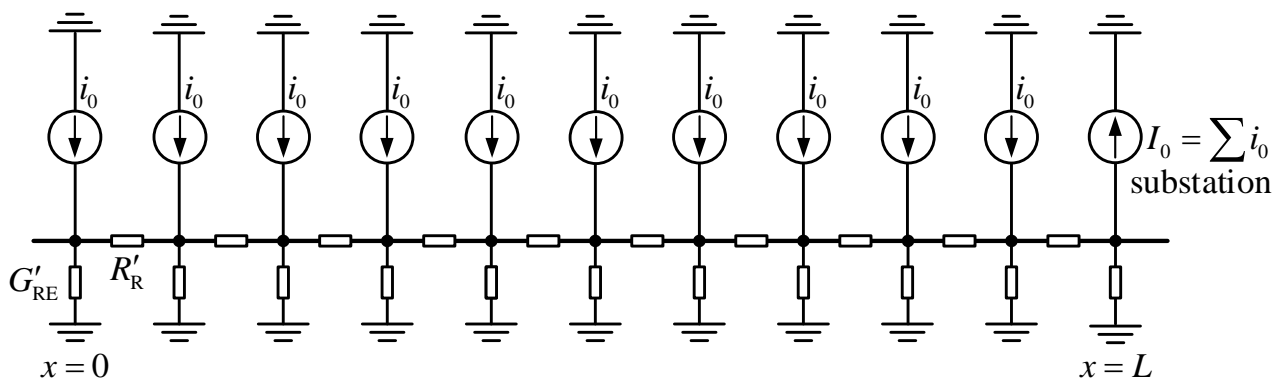 i₀ i₀ i₀ i₀ i₀ i₀ i₀ i₀ i₀ i₀ I₀ = ∑ i₀
substation
G′RE R′R
x = 0 x = L